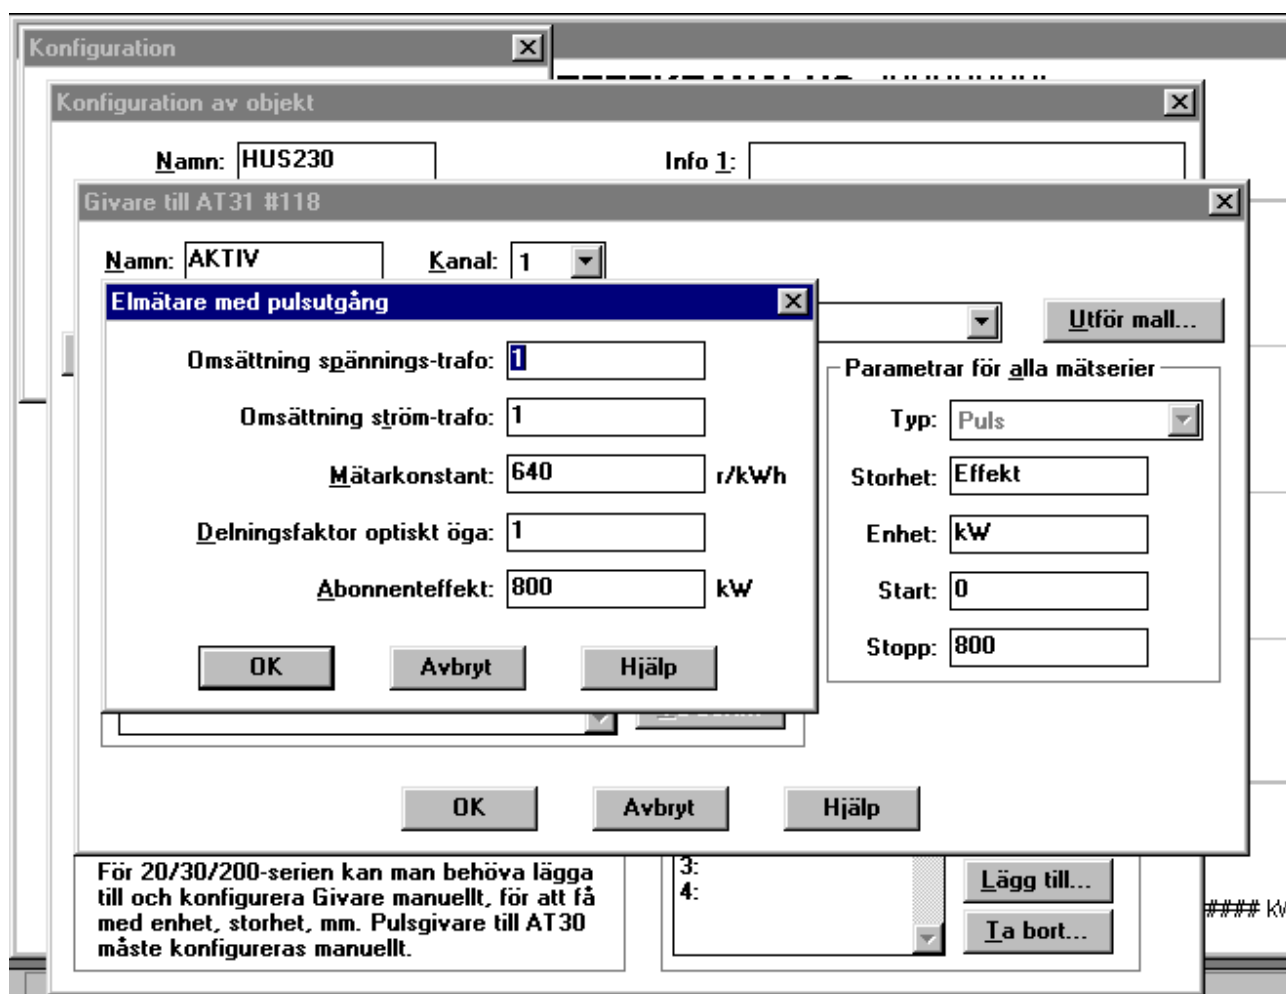 Konfiguration
Konfiguration av objekt
Namn: HUS230 Info 1:
Givare till AT31 #118
Namn: AKTIV Kanal: 1
Elmätare med pulsutgång
Utför mall...
Omsättning spännings-trafo: 1
Omsättning ström-trafo: 1
Mätarkonstant: 640 r/kWh
Delningsfaktor optiskt öga: 1
Abonnenteffekt: 800 kW
OK Avbryt Hjälp
Parametrar för alla mätserier
Typ: Puls
Storhet: Effekt
Enhet: kW
Start: 0
Stopp: 800
OK Avbryt Hjälp
För 20/30/200-serien kan man behöva lägga
till och konfigurera Givare manuellt, för att få
med enhet, storhet, mm. Pulsgivare till AT30
måste konfigureras manuellt.
3:
4:
Lägg till...
Ta bort...
#### kW